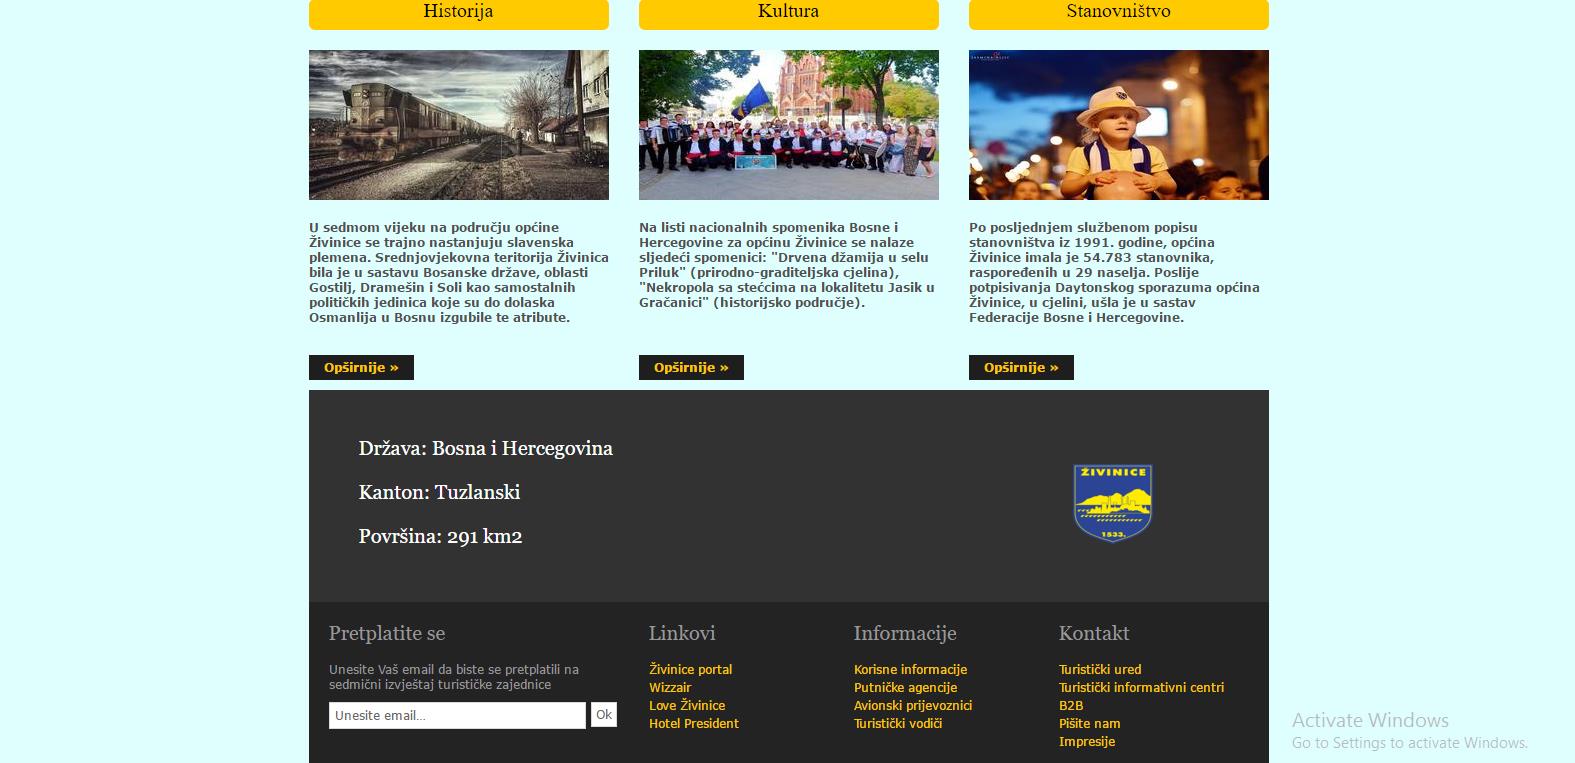 Historija
Kultura
Stanovništvo
U sedmom vijeku na području općine
Živinice se trajno nastanjuju slavenska
plemena. Srednjovjekovna teritorija Živinica
bila je u sastavu Bosanske države, oblasti
Gostilj, Dramešin i Soli kao samostalnih
političkih jedinica koje su do dolaska
Osmanlija u Bosnu izgubile te atribute.
Opširnije »
Na listi nacionalnih spomenika Bosne i
Hercegovine za općinu Živinice se nalaze
sljedeći spomenici: "Drvena džamija u selu
Priluk" (prirodno-graditeljska cjelina),
"Nekropola sa stećcima na lokalitetu Jasik u
Gračanici" (historijsko područje).
Opširnije »
Po posljednjem službenom popisu
stanovništva iz 1991. godine, općina
Živinice imala je 54.783 stanovnika,
raspoređenih u 29 naselja. Poslije
potpisivanja Daytonskog sporazuma općina
Živinice, u cjelini, ušla je u sastav
Federacije Bosne i Hercegovine.
Opširnije »
Država: Bosna i Hercegovina
Kanton: Tuzlanski
Površina: 291 km2
ŽIVINICE
1533.
Pretplatite se
Unesite Vaš email da biste se pretplatili na
sedmični izvještaj turističke zajednice
Unesite email...
Ok
Linkovi
Živinice portal
Wizzair
Love Živinice
Hotel President
Informacije
Korisne informacije
Putničke agencije
Avionski prijevoznici
Turistički vodiči
Kontakt
Turistički ured
Turistički informativni centri
B2B
Pišite nam
Impresije
Activate Windows
Go to Settings to activate Windows.